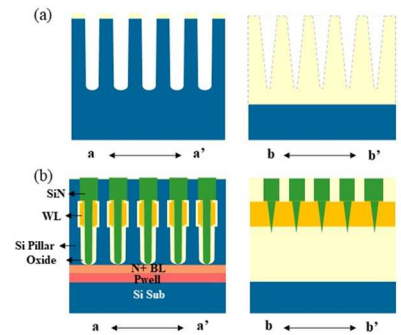 (a)
a a’ b b’
(b)
SiN
WL
Si Pillar
Oxide
N+ BL
Pwell
Si Sub
a a’ b b’